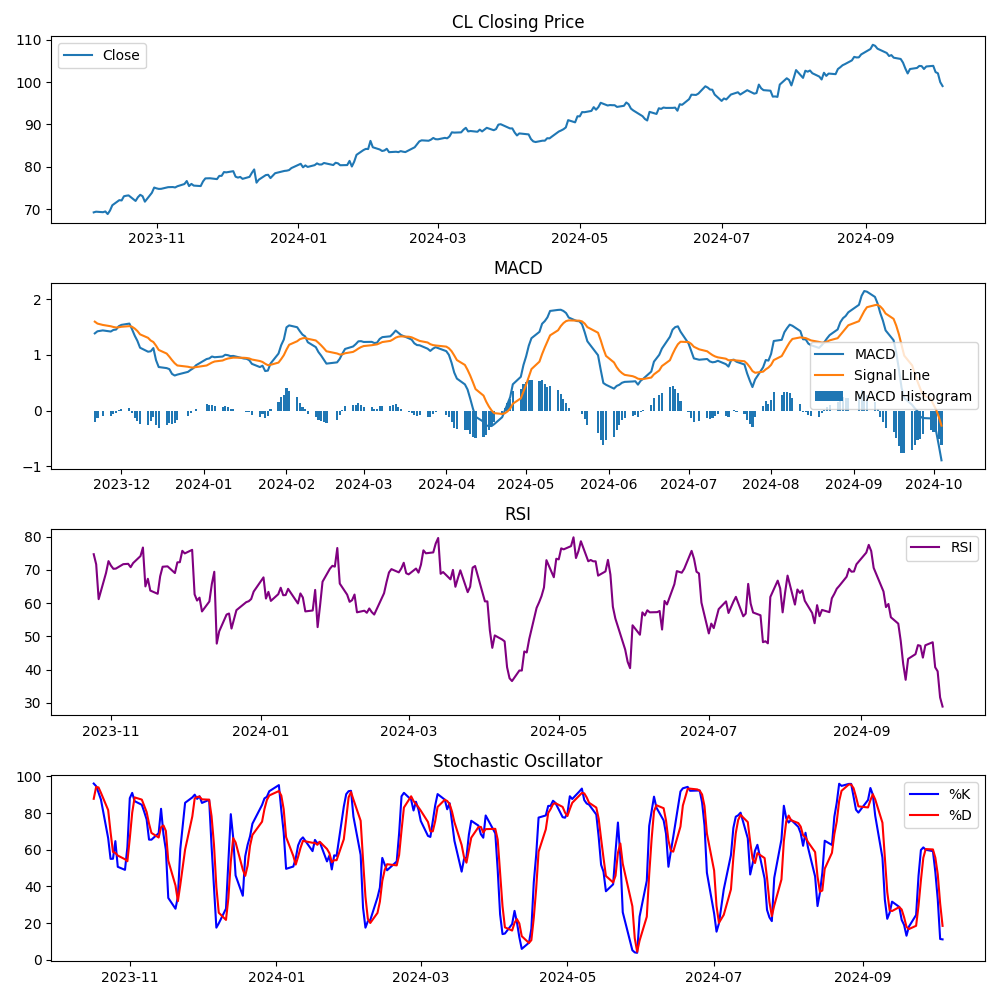 CL Closing Price
110
100
90
80
70
Close
2023-11 2024-01 2024-03 2024-05 2024-07 2024-09
MACD
2
1
0
−1
MACD
Signal Line
MACD Histogram
2023-12 2024-01 2024-02 2024-03 2024-04 2024-05 2024-06 2024-07 2024-08 2024-09 2024-10
RSI
80
70
60
50
40
30
RSI
2023-11 2024-01 2024-03 2024-05 2024-07 2024-09
Stochastic Oscillator
100
80
60
40
20
0
%K
%D
2023-11 2024-01 2024-03 2024-05 2024-07 2024-09